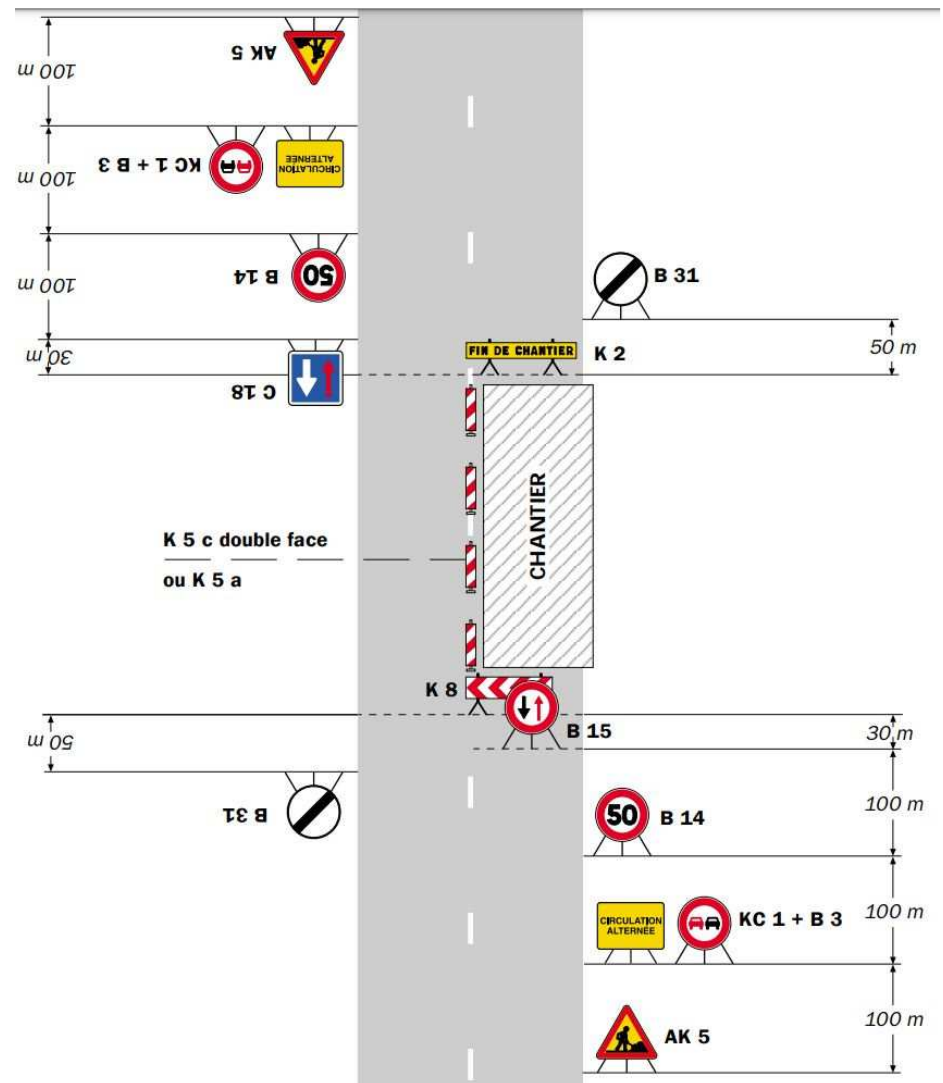 100 m
AK 5
100 m
KC 1 + B 3
CIRCULATION
ALTERNÉE
100 m
B 14
50
B 31
30 m
C 18
FIN DE CHANTIER
K 2
50 m
CHANTIER
K 5 c double face
ou K 5 a
K 8
B 15
50 m
30 m
B 31
50
B 14
100 m
CIRCULATION
ALTERNÉE
KC 1 + B 3
100 m
AK 5
100 m